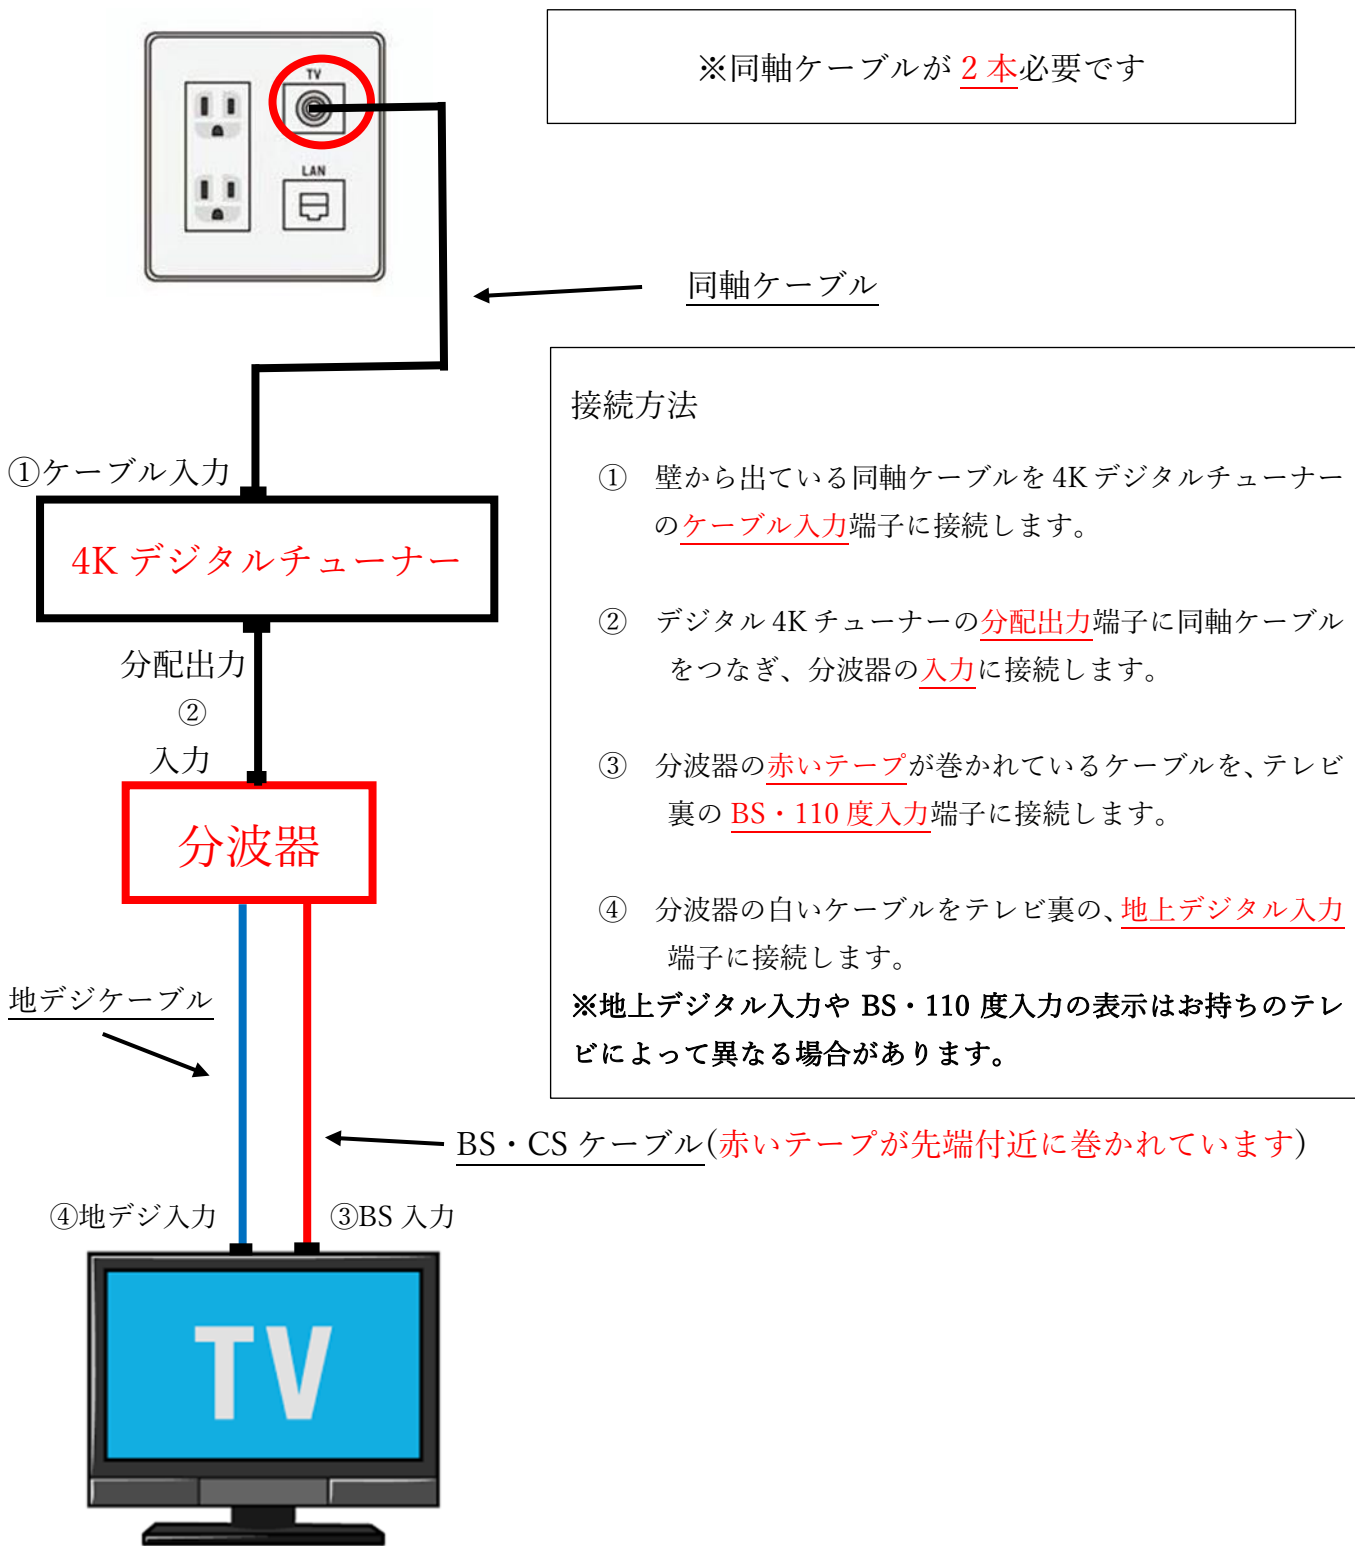 ※同軸ケーブルが 2 本必要です
TV
LAN
同軸ケーブル
①ケーブル入力
4K デジタルチューナー
分配出力
②
入力
分波器
接続方法
① 壁から出ている同軸ケーブルを 4K デジタルチューナー
のケーブル入力端子に接続します。
② デジタル 4K チューナーの分配出力端子に同軸ケーブル
をつなぎ、分波器の入力に接続します。
③ 分波器の赤いテープが巻かれているケーブルを、テレビ
裏の BS・110 度入力端子に接続します。
④ 分波器の白いケーブルをテレビ裏の、地上デジタル入力
端子に接続します。
※地上デジタル入力や BS・110 度入力の表示はお持ちのテレ
ビによって異なる場合があります。
地デジケーブル
BS・CS ケーブル(赤いテープが先端付近に巻かれています)
④地デジ入力
③BS 入力
TV